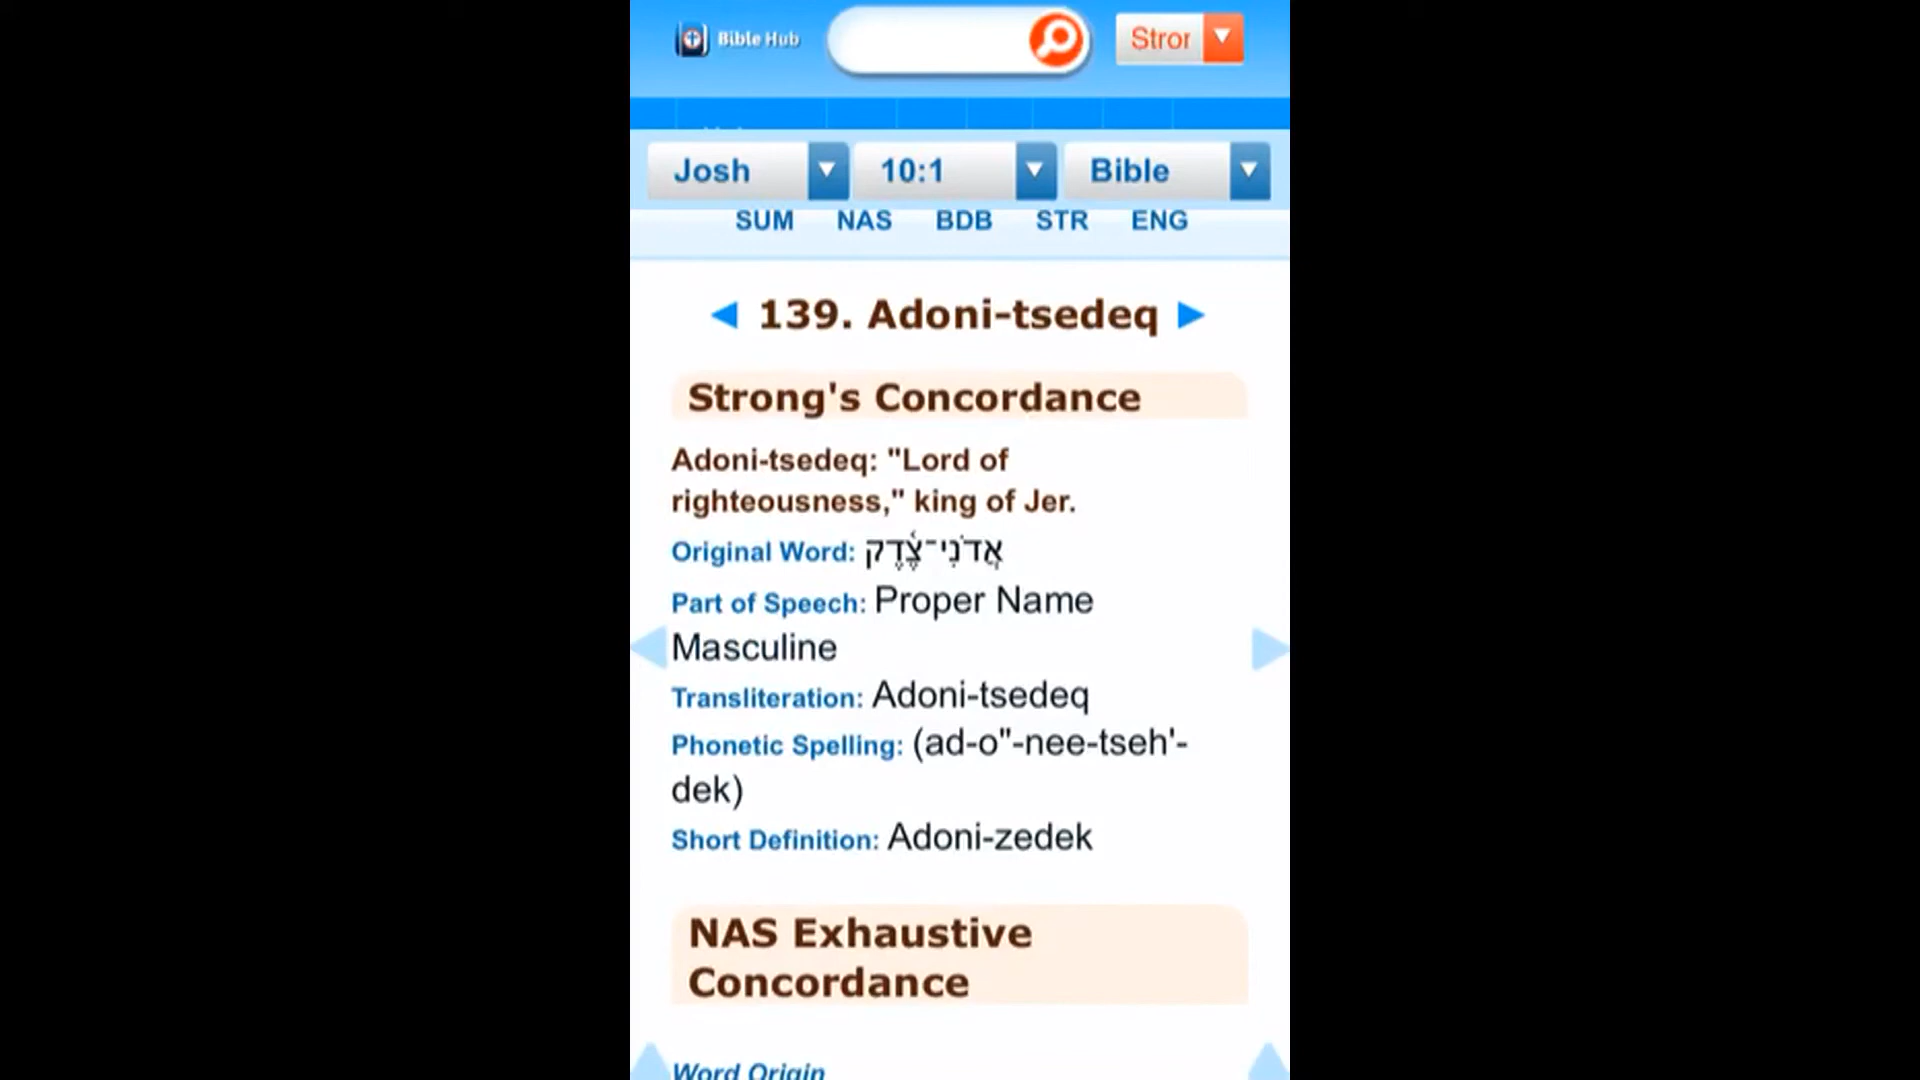 Bible Hub
Stror
Josh 10:1 Bible
SUM NAS BDB STR ENG
139. Adoni-tsedeq
Strong's Concordance
Adoni-tsedeq: "Lord of
righteousness," king of Jer.
Original Word: אֲדֹנִי־צֶ֫דֶק
Part of Speech: Proper Name
Masculine
Transliteration: Adoni-tsedeq
Phonetic Spelling: (ad-o"-nee-tseh'-
dek)
Short Definition: Adoni-zedek
NAS Exhaustive
Concordance
Word Origin